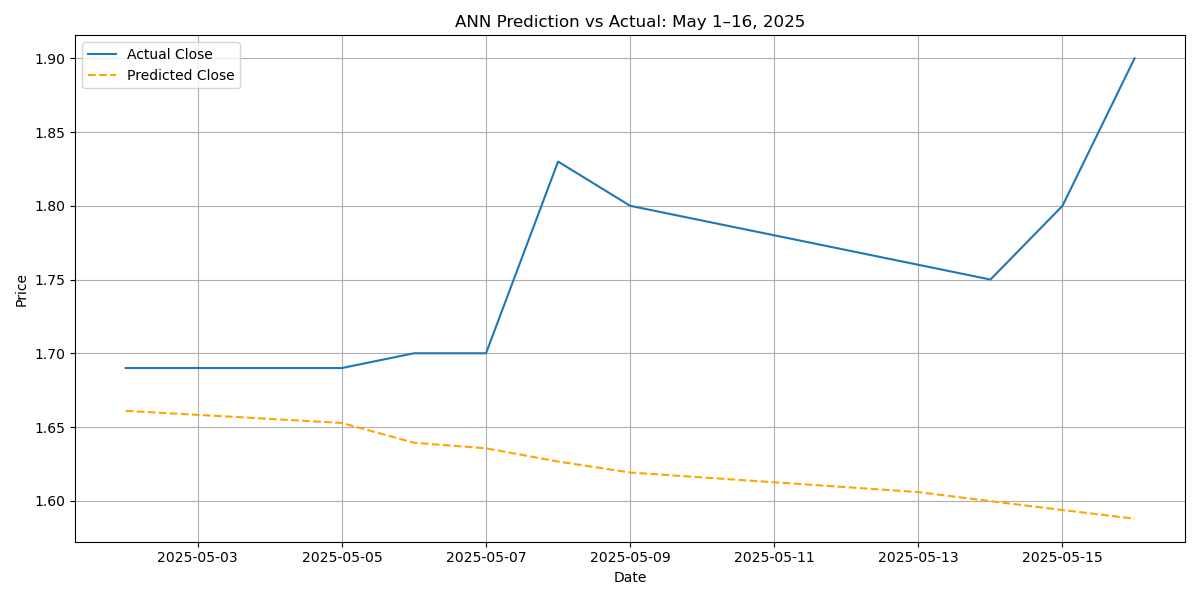 ANN Prediction vs Actual: May 1–16, 2025
Actual Close
Predicted Close
Price
1.90
1.85
1.80
1.75
1.70
1.65
1.60
2025-05-03 2025-05-05 2025-05-07 2025-05-09 2025-05-11 2025-05-13 2025-05-15
Date